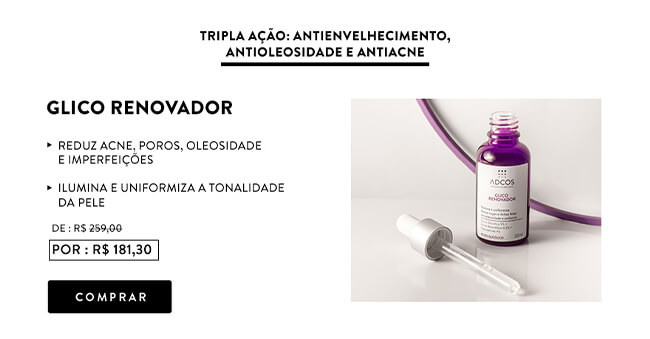 TRIPLA AÇÃO: ANTIENVELHECIMENTO,
ANTIOLEOSIDADE E ANTIACNE
GLICO RENOVADOR
REDUZ ACNE, POROS, OLEOSIDADE
E IMPERFEIÇÕES
ILUMINA E UNIFORMIZA A TONALIDADE
DA PELE
DE : R$ 259,00
POR : R$ 181,30
COMPRAR
ADCOS
GLICO
RENOVADOR